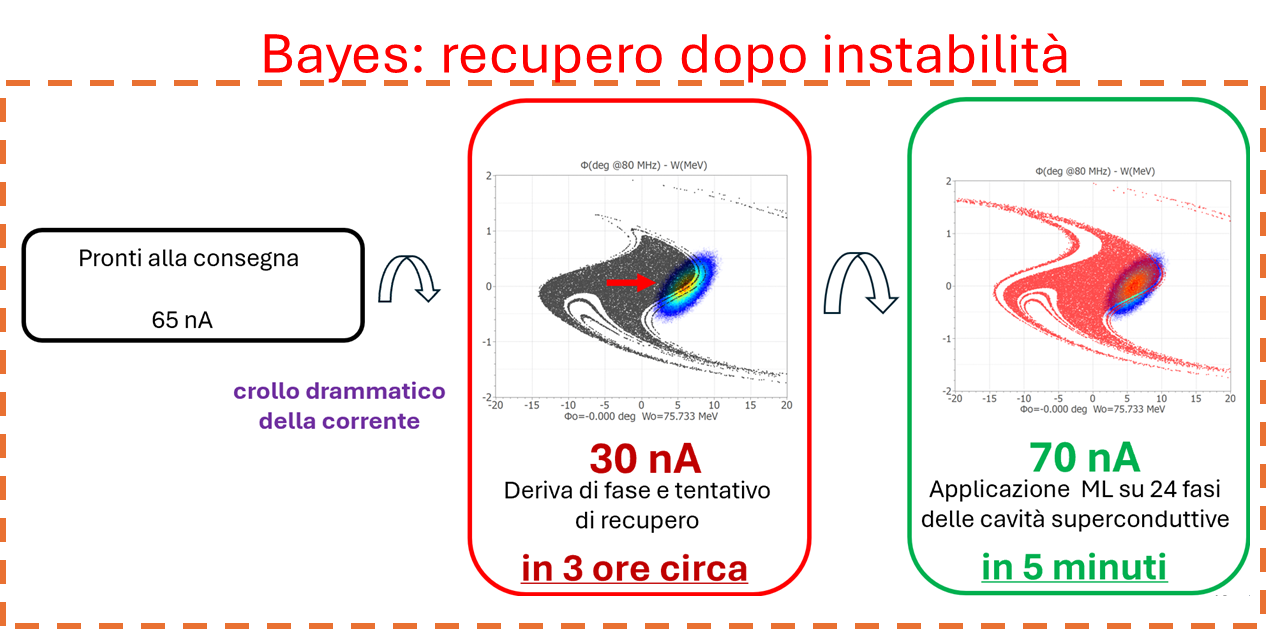 Bayes: recupero dopo instabilità
Pronti alla consegna
65 nA
crollo drammatico
della corrente
Φ(deg @80 MHz) - W(MeV)
2
1
0
-1
-2
-20 -15 -10 -5 0 5 10 15 20
Φo=-0.000 deg Wo=75.733 MeV
30 nA
Deriva di fase e tentativo
di recupero
in 3 ore circa
Φ(deg @80 MHz) - W(MeV)
2
1
0
-1
-2
-20 -15 -10 -5 0 5 10 15 20
Φo=-0.000 deg Wo=75.733 MeV
70 nA
Applicazione ML su 24 fasi
delle cavità superconduttive
in 5 minuti